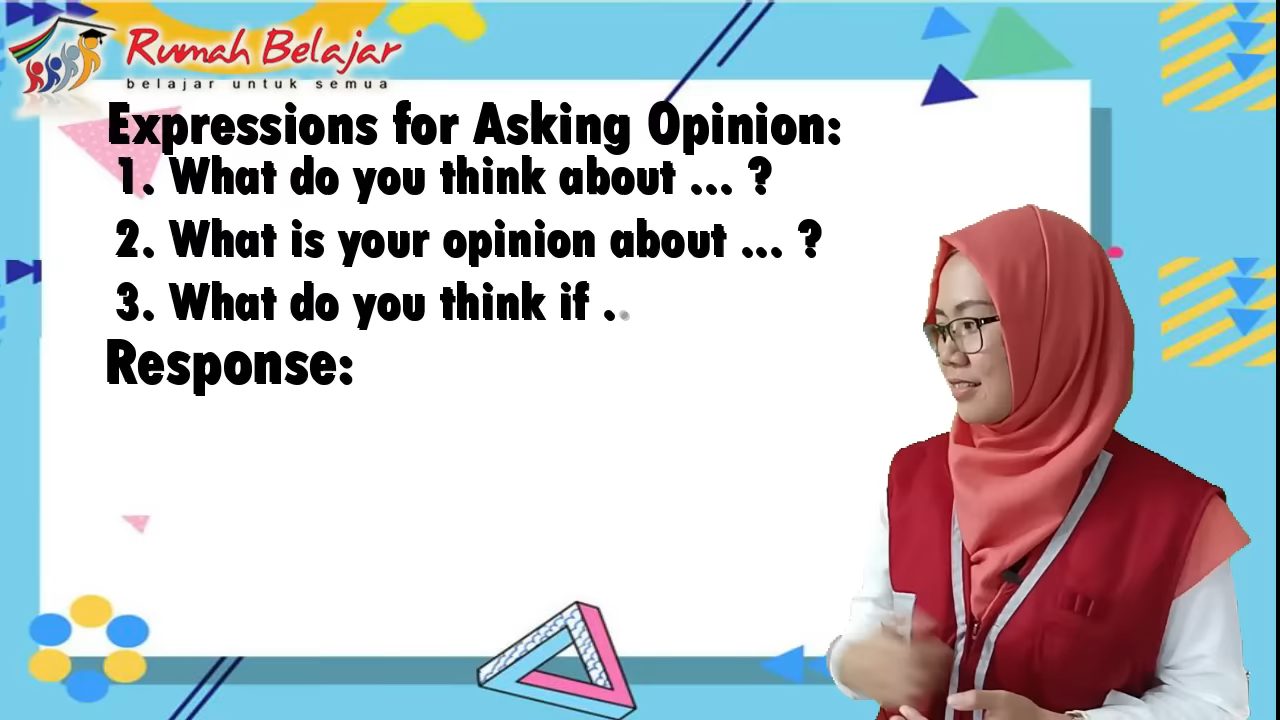 Rumah Belajar
belajar untuk semua
Expressions for Asking Opinion:
1. What do you think about ... ?
2. What is your opinion about ... ?
3. What do you think if ..
Response: